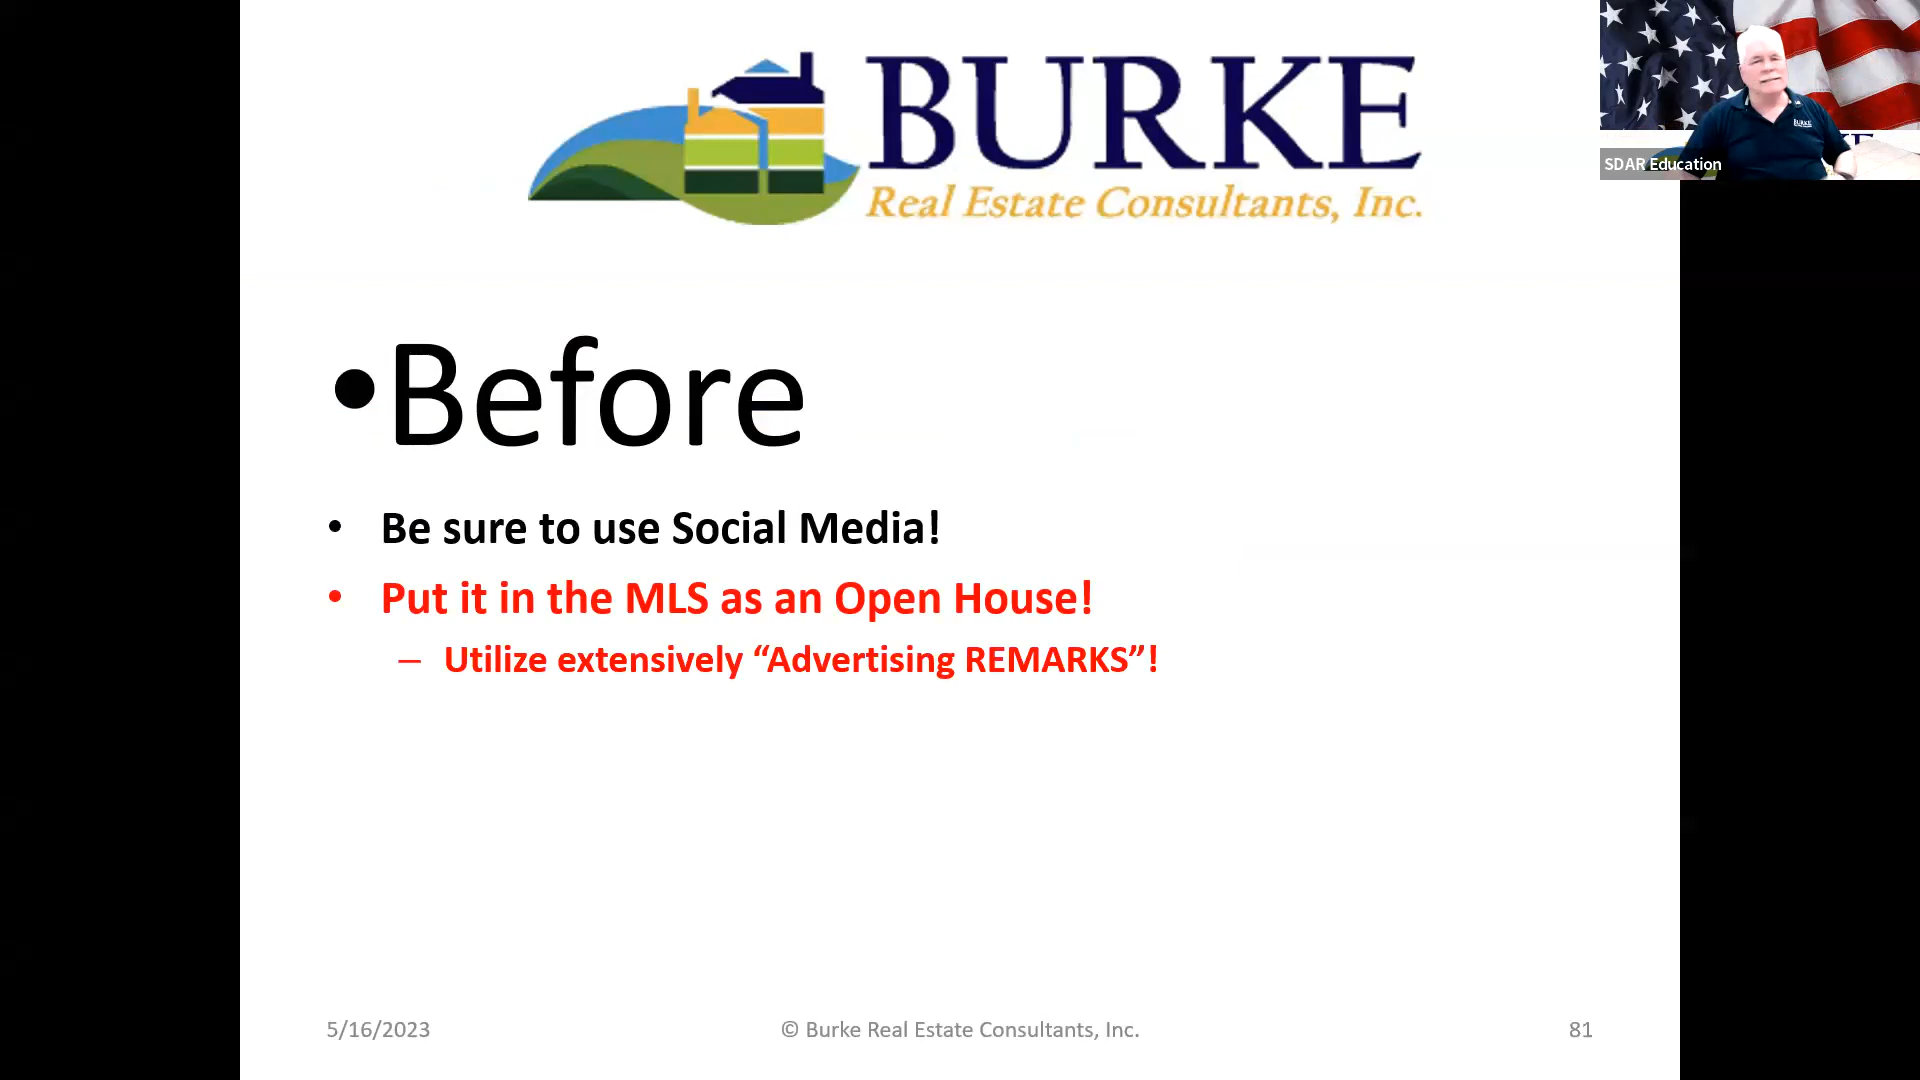 BURKE
Real Estate Consultants, Inc.
BURKE
SDAR Education
•Before
• Be sure to use Social Media!
• Put it in the MLS as an Open House!
– Utilize extensively “Advertising REMARKS”!
5/16/2023
© Burke Real Estate Consultants, Inc.
81